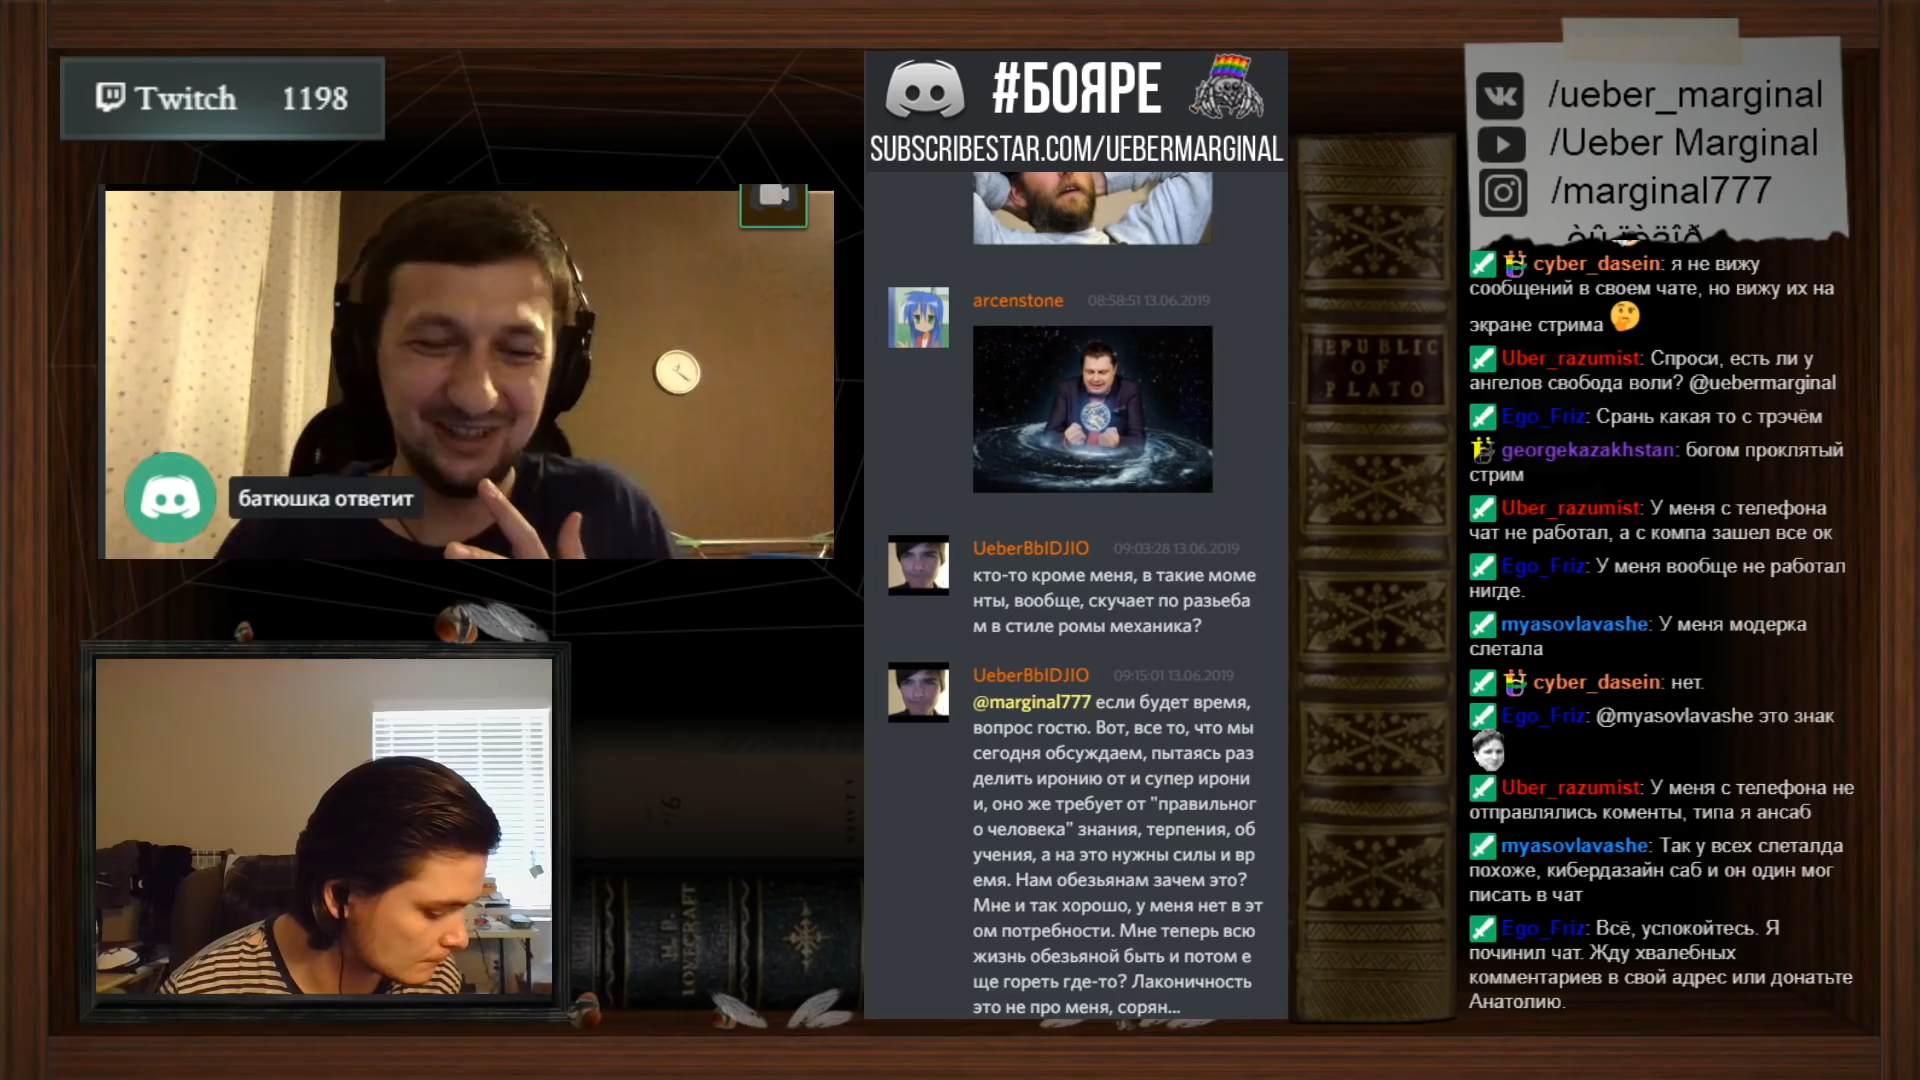 Twitch 1198
батюшка ответит
#БОЯРЕ
SUBSCRIBESTAR.COM/UEBERMARGINAL
arcenstone 08:58:51 13.06.2019
UeberBbIDJIO 09:03:28 13.06.2019
кто-то кроме меня, в такие моме
нты, вообще, скучает по разьеба
м в стиле ромы механика?
UeberBbIDJIO 09:15:01 13.06.2019
@marginal777 если будет время,
вопрос гостю. Вот, все то, что мы
сегодня обсуждаем, пытаясь раз
делить иронию от и супер ирони
и, оно же требует от "правильног
о человека" знания, терпения, об
учения, а на это нужны силы и вр
емя. Нам обезьянам зачем это?
Мне и так хорошо, у меня нет в эт
ом потребности. Мне теперь всю
жизнь обезьяной быть и потом е
ще гореть где-то? Лаконичность
это не про меня, сорян...
H. P.
LOVECRAFT
REPUBLIC
OF
PLATO
/ueber_marginal
/Ueber Marginal
/marginal777
cyber_dasein: я не вижу
сообщений в своем чате, но вижу их на
экране стрима
Uber_razumist: Спроси, есть ли у
ангелов свобода воли? @uebermarginal
Ego_Friz: Срань какая то с трэчём
georgekazakhstan: богом проклятый
стрим
Uber_razumist: У меня с телефона
чат не работал, а с компа зашел все ок
Ego_Friz: У меня вообще не работал
нигде.
myasovlavashe: У меня модерка
слетала
cyber_dasein: нет.
Ego_Friz: @myasovlavashe это знак
Uber_razumist: У меня с телефона не
отправлялись коменты, типа я ансаб
myasovlavashe: Так у всех слеталда
похоже, кибердазайн саб и он один мог
писать в чат
Ego_Friz: Всё, успокойтесь. Я
починил чат. Жду хвалебных
комментариев в свой адрес или донатьте
Анатолию.